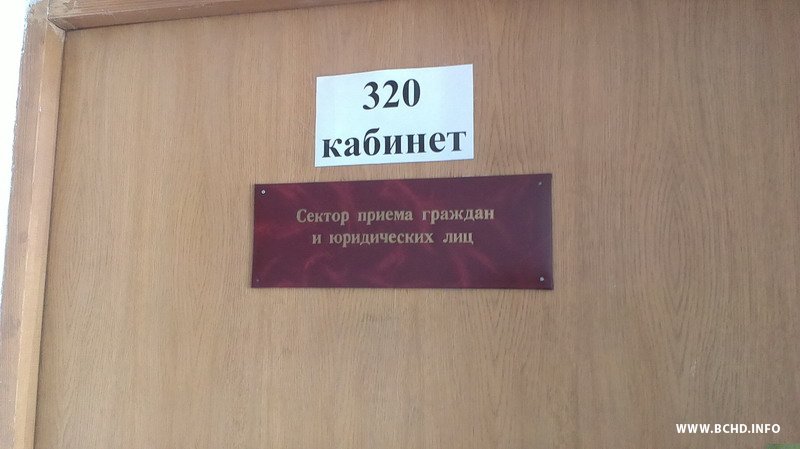 320
кабинет
Сектор приема граждан
и юридических лиц
WWW.BCHD.INFO